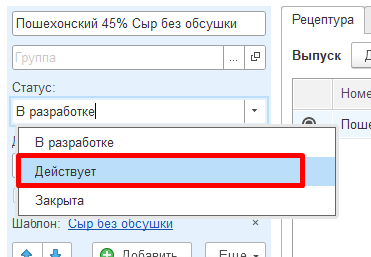 Пошехонский 45% Сыр без обсушки
Группа
...
Статус:
В разработке
В разработке
Действует
Закрыта
Шаблон: Сыр без обсушки ×
Добавить
Еще
Рецептура
Выпуск
Номе
Поше